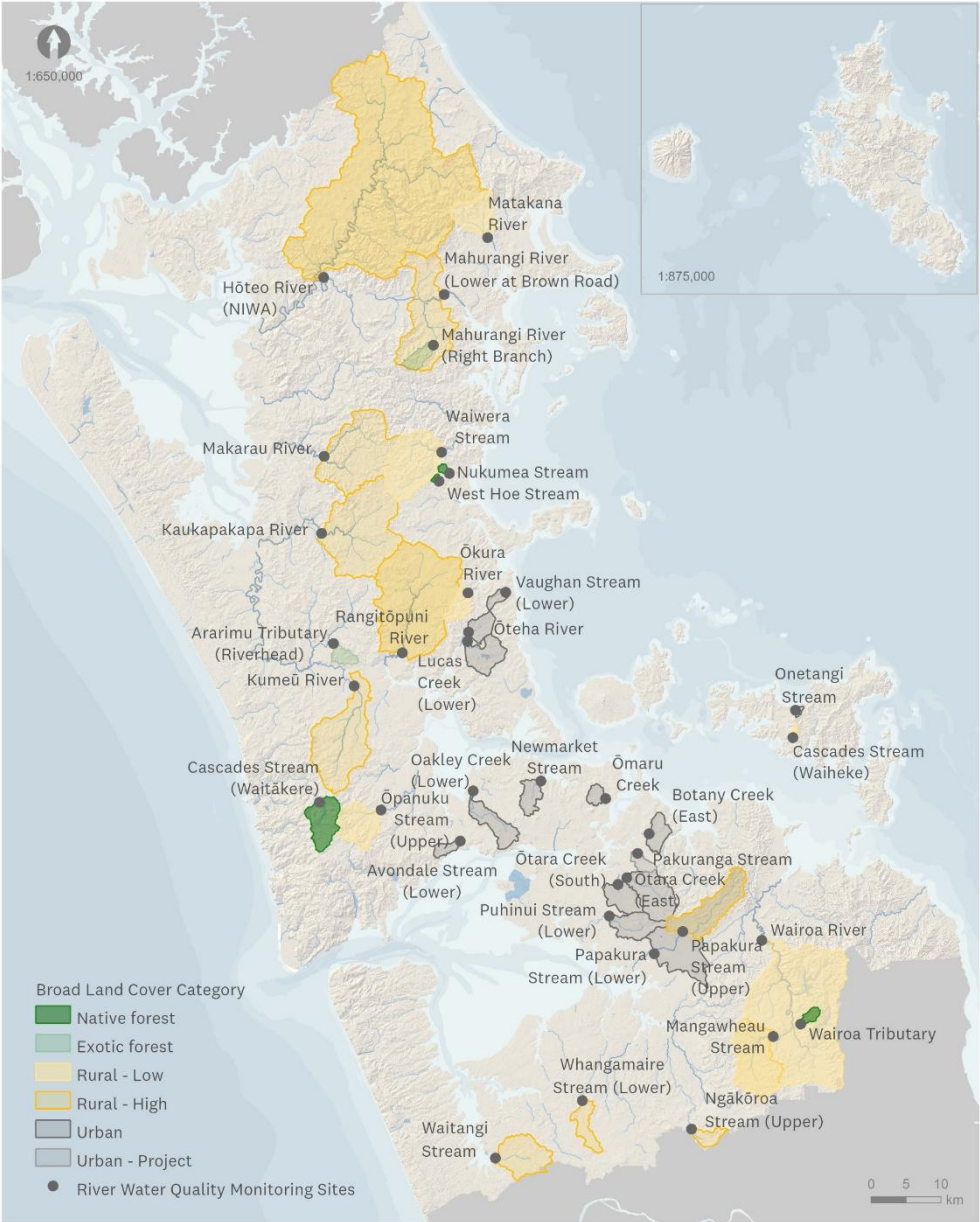 1:650,000
1:875,000
Matakana
River
Mahurangi River
(Lower at Brown Road)
Hōteo River
(NIWA)
Mahurangi River
(Right Branch)
Waiwera
Stream
Makarau River
Nukumea Stream
West Hoe Stream
Kaukapakapa River
Ōkura
River
Vaughan Stream
(Lower)
Rangitōpuni
River
Ōteha River
Ararimu Tributary
(Riverhead)
Lucas
Creek
(Lower)
Kumeū River
Onetangi
Stream
Cascades Stream
(Waiheke)
Newmarket
Stream
Oakley Creek
(Lower)
Ōmaru
Creek
Cascades Stream
(Waitākere)
Ōpanuku
Stream
(Upper)
Botany Creek
(East)
Avondale Stream
(Lower)
Ōtara Creek
(South)
Pakuranga Stream
Ōtara Creek
(East)
Puhinui Stream
(Lower)
Wairoa River
Papakura
Stream (Lower)
Papakura
Stream
(Upper)
Broad Land Cover Category
Native forest
Exotic forest
Rural - Low
Rural - High
Urban
Urban - Project
River Water Quality Monitoring Sites
Mangawheau
Stream
Wairoa Tributary
Whangamaire
Stream (Lower)
Ngākōroa
Stream (Upper)
Waitangi
Stream
0 5 10
km